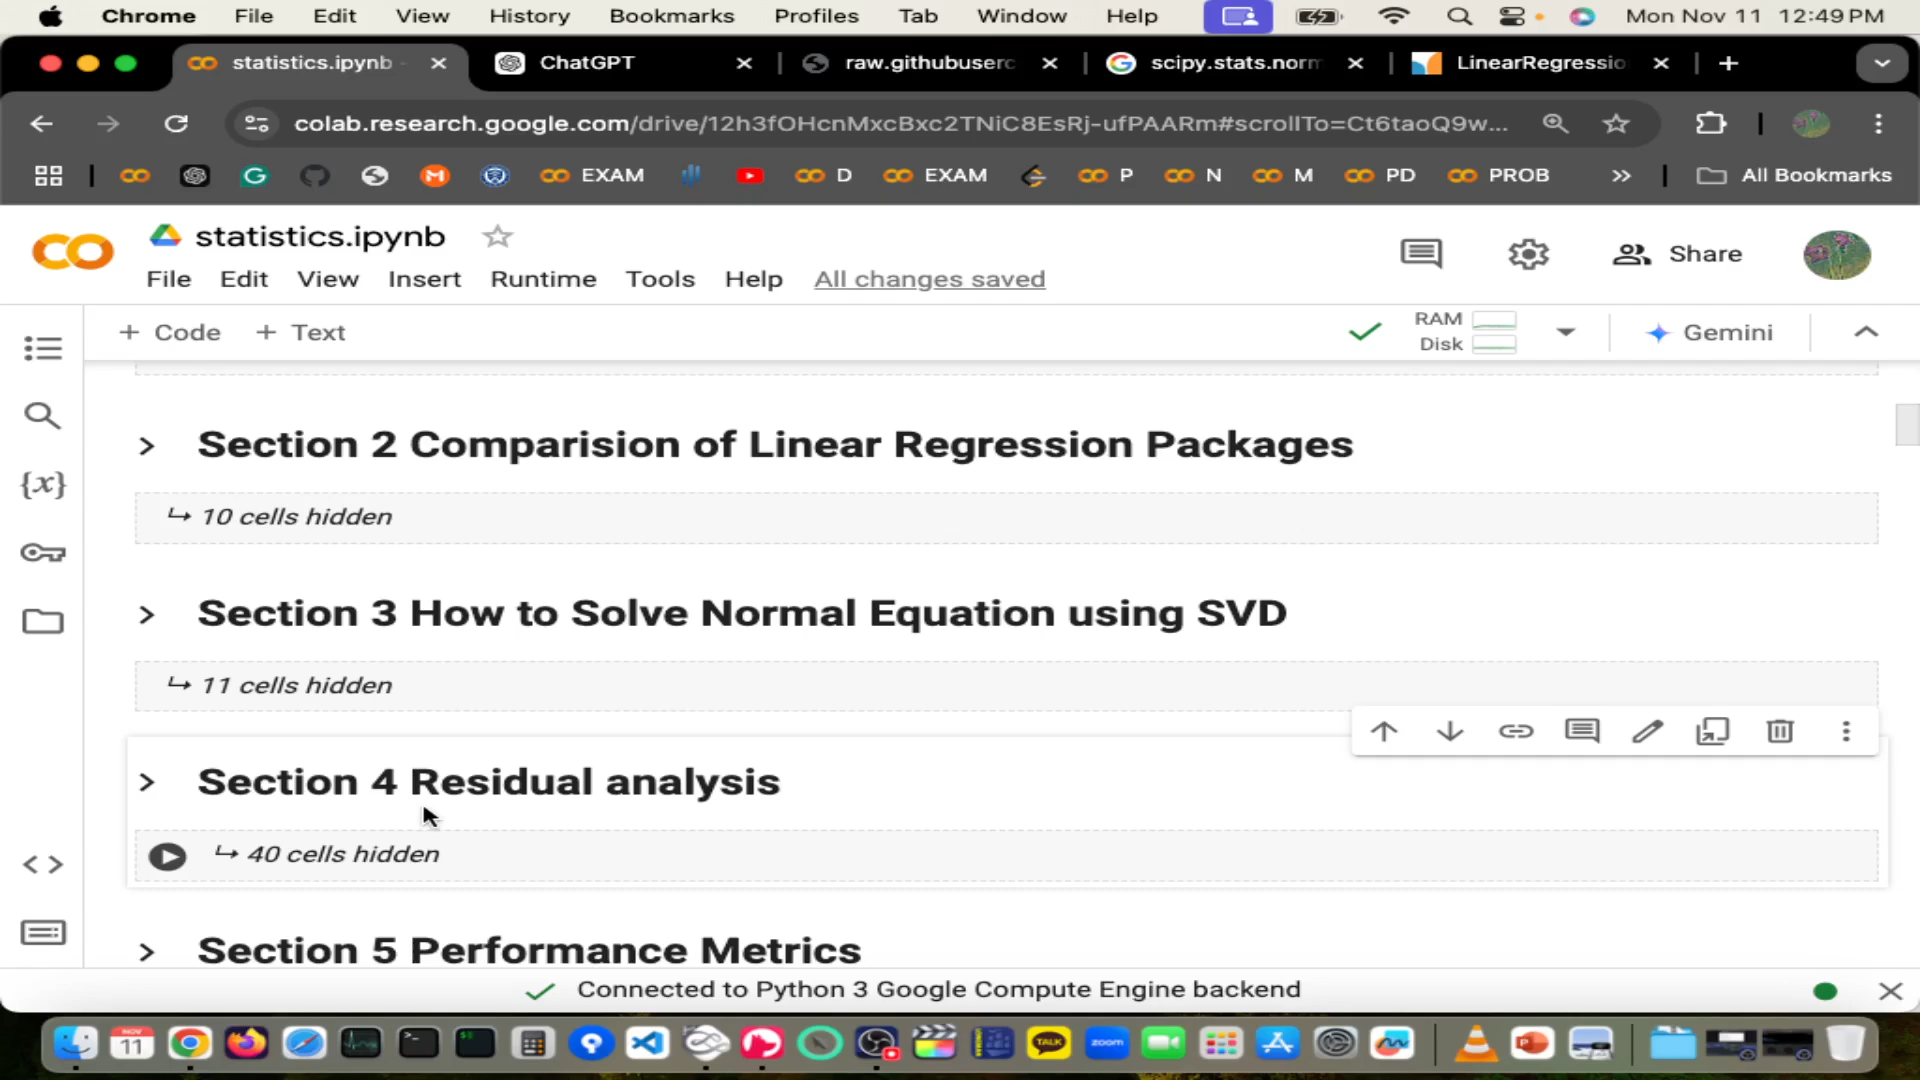 Chrome File Edit View History Bookmarks Profiles Tab Window Help Mon Nov 11 12:49 PM
statistics.ipynb - ChatGPT raw.githubuserc scipy.stats.norm LinearRegressio
colab.research.google.com/drive/12h3fOHcnMxcBxc2TNiC8EsRj-ufPAARm#scrollTo=Ct6taoQ9w...
EXAM D EXAM P N M PD PROB All Bookmarks
statistics.ipynb
Share
File Edit View Insert Runtime Tools Help All changes saved
+ Code + Text RAM Disk Gemini
Section 2 Comparision of Linear Regression Packages
10 cells hidden
Section 3 How to Solve Normal Equation using SVD
11 cells hidden
Section 4 Residual analysis
40 cells hidden
Section 5 Performance Metrics
Connected to Python 3 Google Compute Engine backend
NOV
11
TALK
zoom